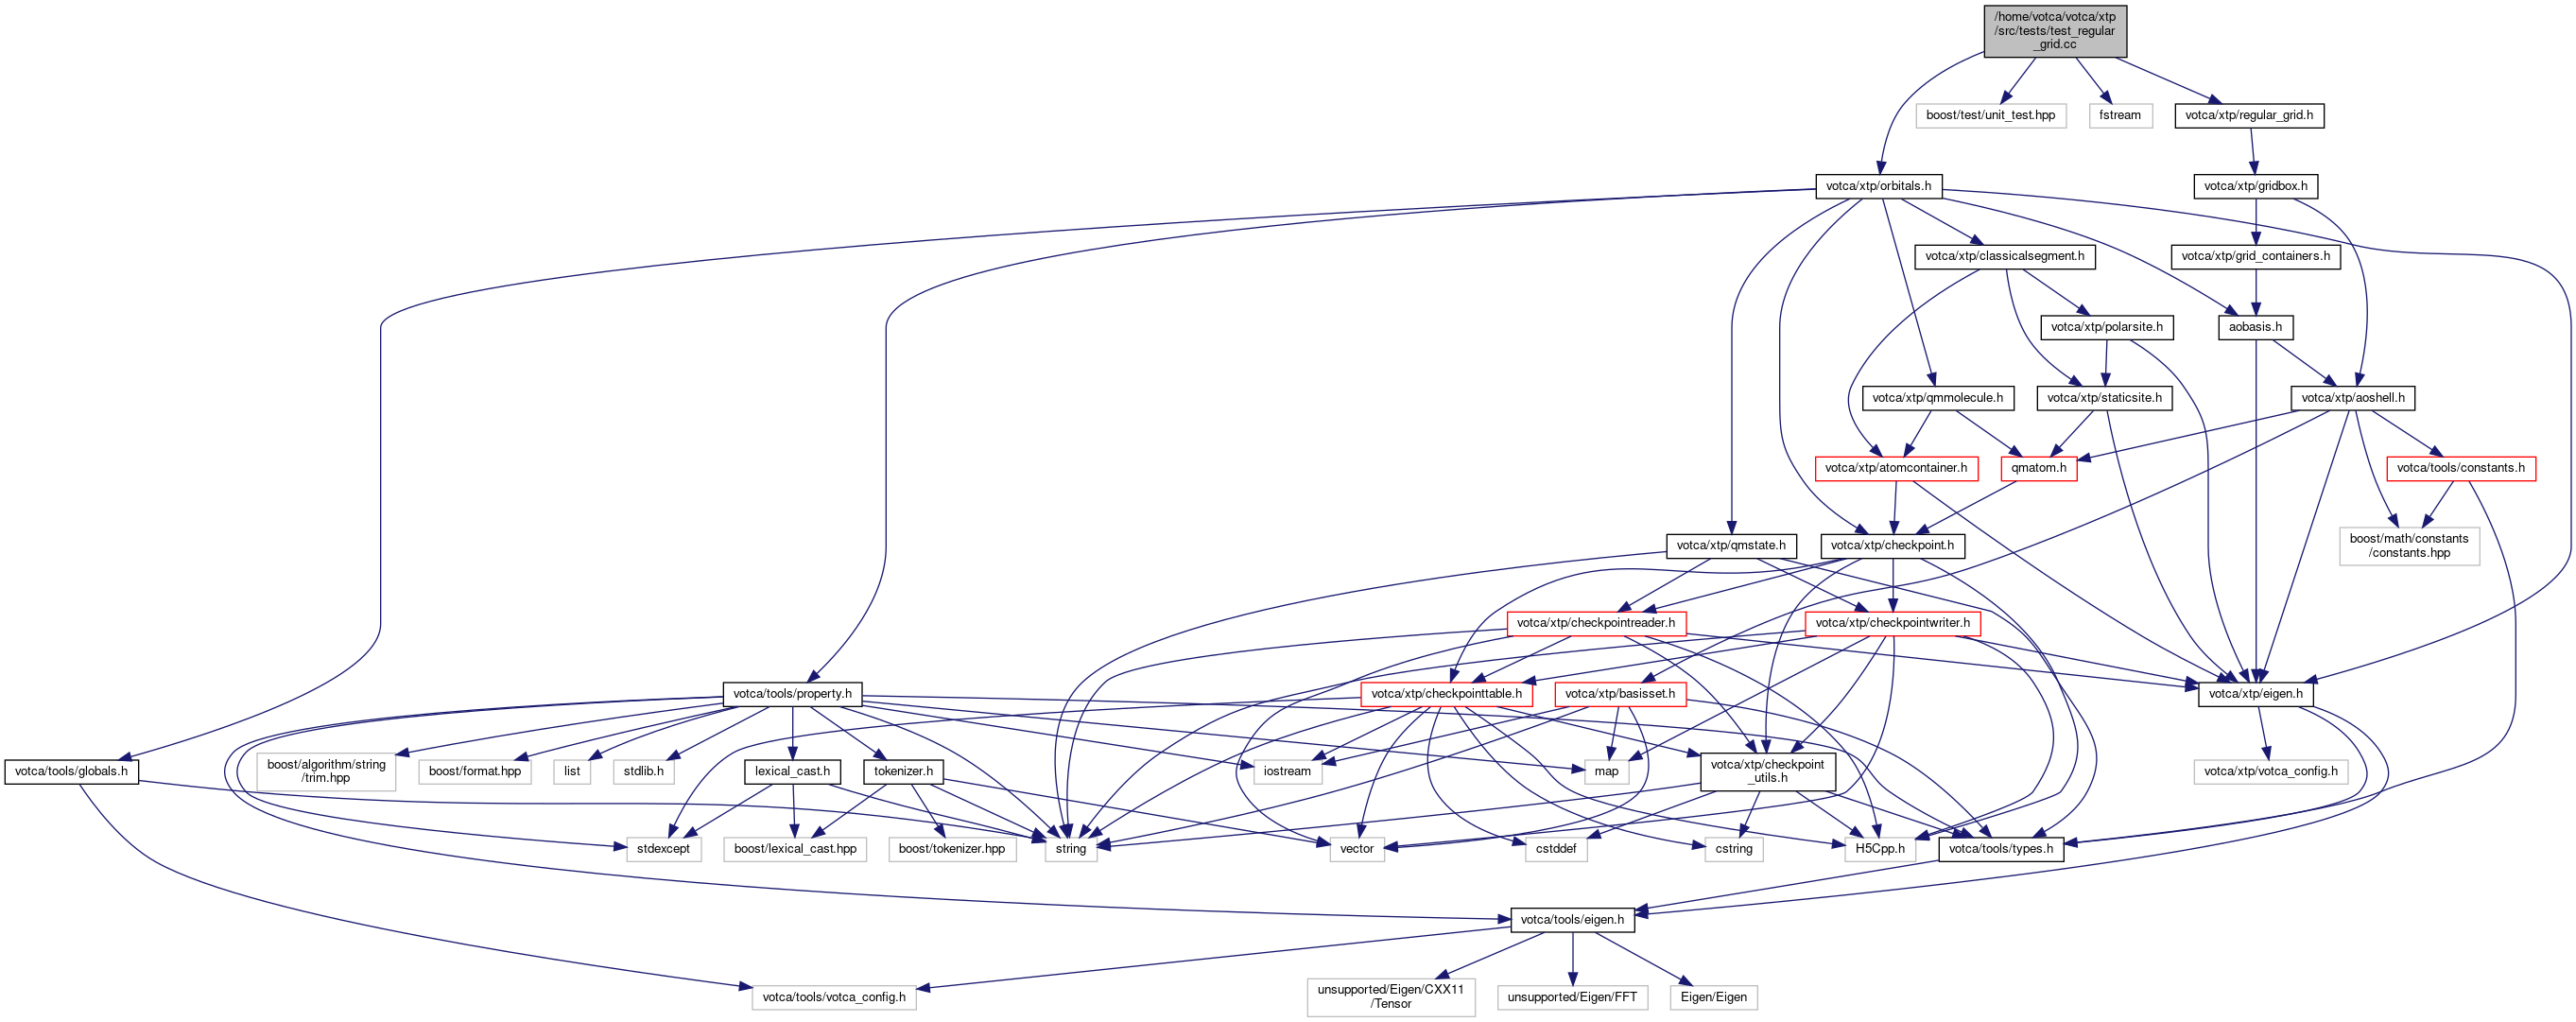 /home/votca/votca/xtp
/src/tests/test_regular
_grid.cc
boost/test/unit_test.hpp
fstream
votca/xtp/regular_grid.h
votca/xtp/orbitals.h
votca/xtp/gridbox.h
votca/xtp/classicalsegment.h
votca/xtp/grid_containers.h
votca/xtp/polarsite.h
aobasis.h
votca/xtp/qmmolecule.h
votca/xtp/staticsite.h
votca/xtp/aoshell.h
votca/xtp/atomcontainer.h
qmatom.h
votca/tools/constants.h
votca/xtp/qmstate.h
votca/xtp/checkpoint.h
boost/math/constants
/constants.hpp
votca/xtp/checkpointreader.h
votca/xtp/checkpointwriter.h
votca/tools/property.h
votca/xtp/checkpointtable.h
votca/xtp/basisset.h
votca/xtp/eigen.h
votca/tools/globals.h
boost/algorithm/string
/trim.hpp
boost/format.hpp
list
stdlib.h
lexical_cast.h
tokenizer.h
iostream
map
votca/xtp/checkpoint
_utils.h
votca/xtp/votca_config.h
stdexcept
boost/lexical_cast.hpp
boost/tokenizer.hpp
string
vector
cstddef
cstring
H5Cpp.h
votca/tools/types.h
votca/tools/eigen.h
votca/tools/votca_config.h
unsupported/Eigen/CXX11
/Tensor
unsupported/Eigen/FFT
Eigen/Eigen